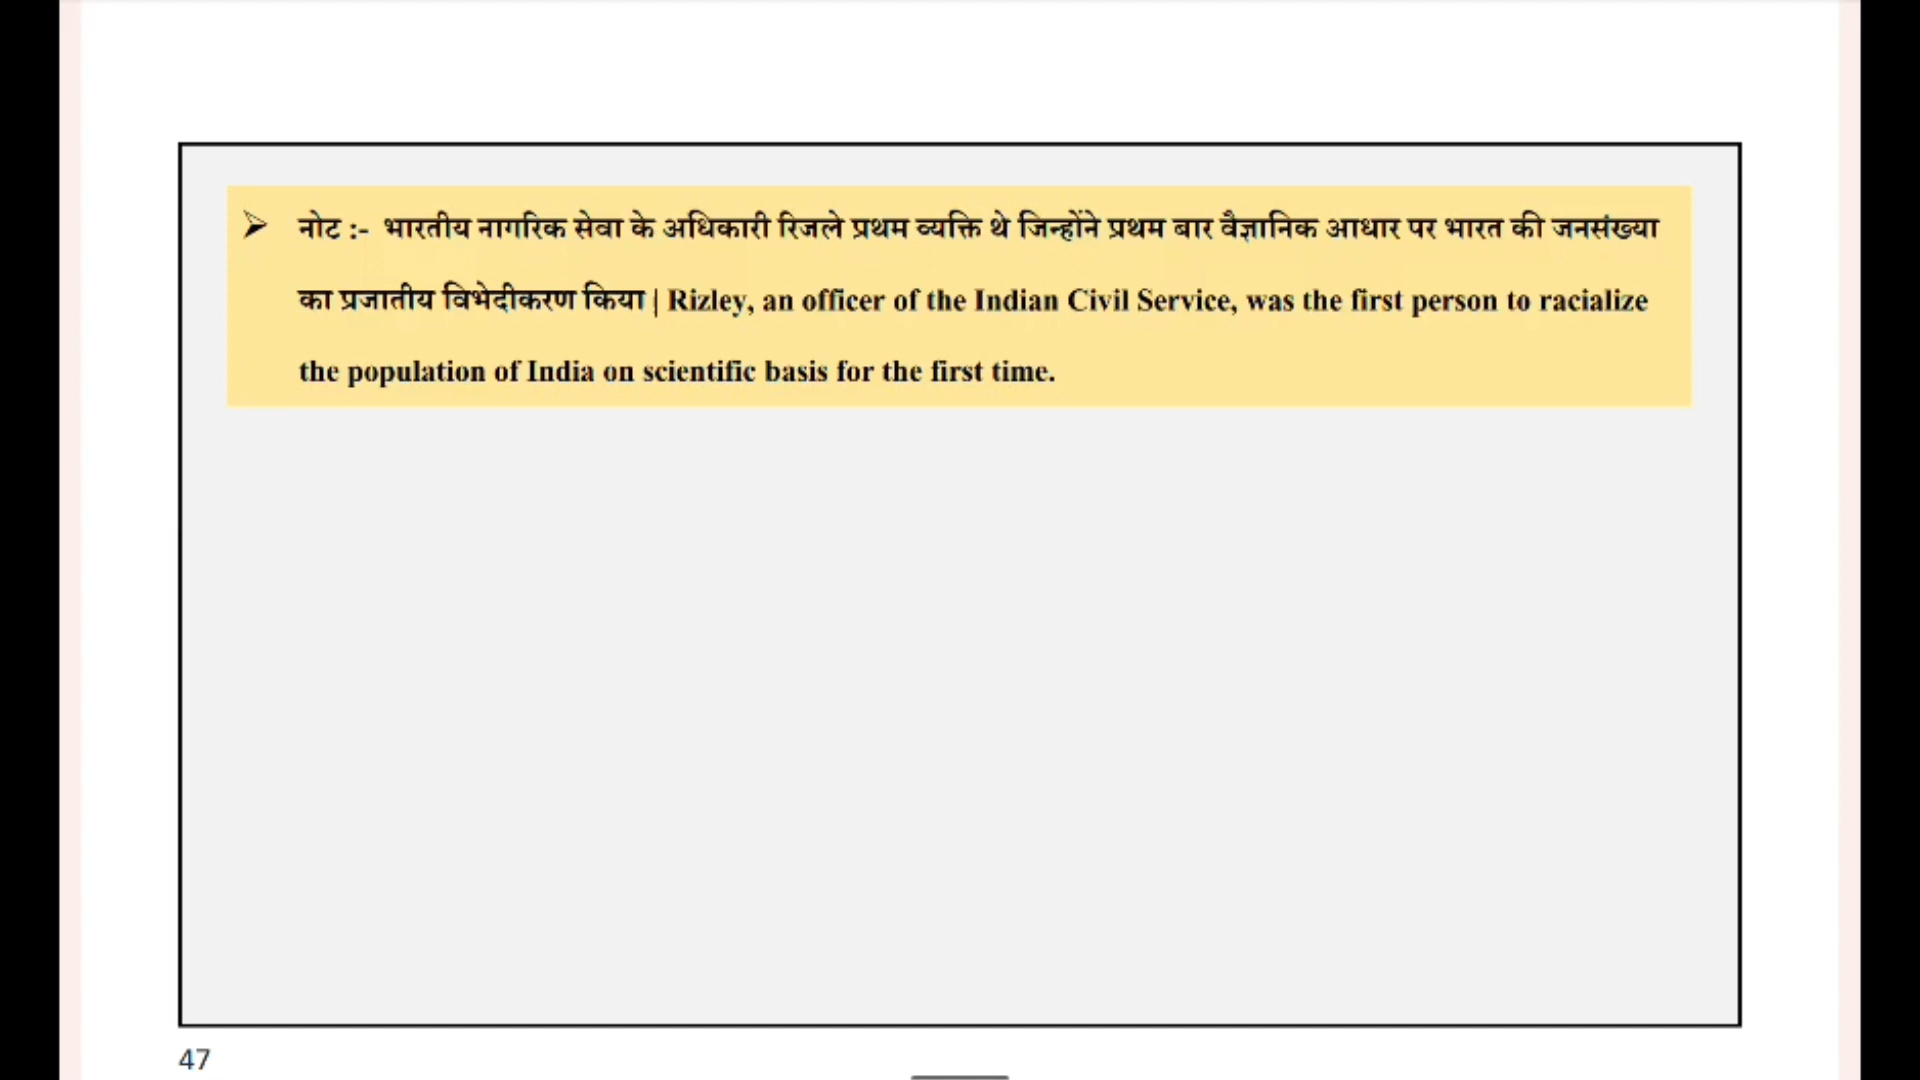 ➢ नोट :- भारतीय नागरिक सेवा के अधिकारी रिजले प्रथम व्यक्ति थे जिन्होंने प्रथम बार वैज्ञानिक आधार पर भारत की जनसंख्या
का प्रजातीय विभेदीकरण किया | Rizley, an officer of the Indian Civil Service, was the first person to racialize
the population of India on scientific basis for the first time.
47